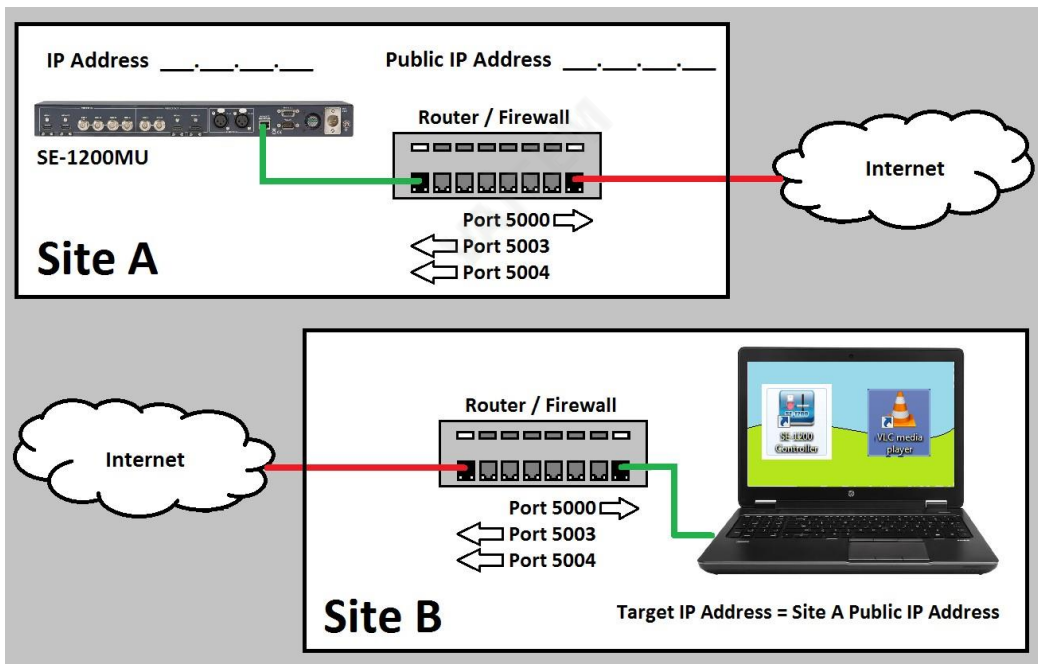 IP Address ___.___.___.___
Public IP Address ___.___.___.___
Router / Firewall
SE-1200MU
Internet
Port 5000
Port 5003
Port 5004
Site A
Internet
Router / Firewall
SE-1200
Controller
VLC media
player
Port 5000
Port 5003
Port 5004
Site B
Target IP Address = Site A Public IP Address